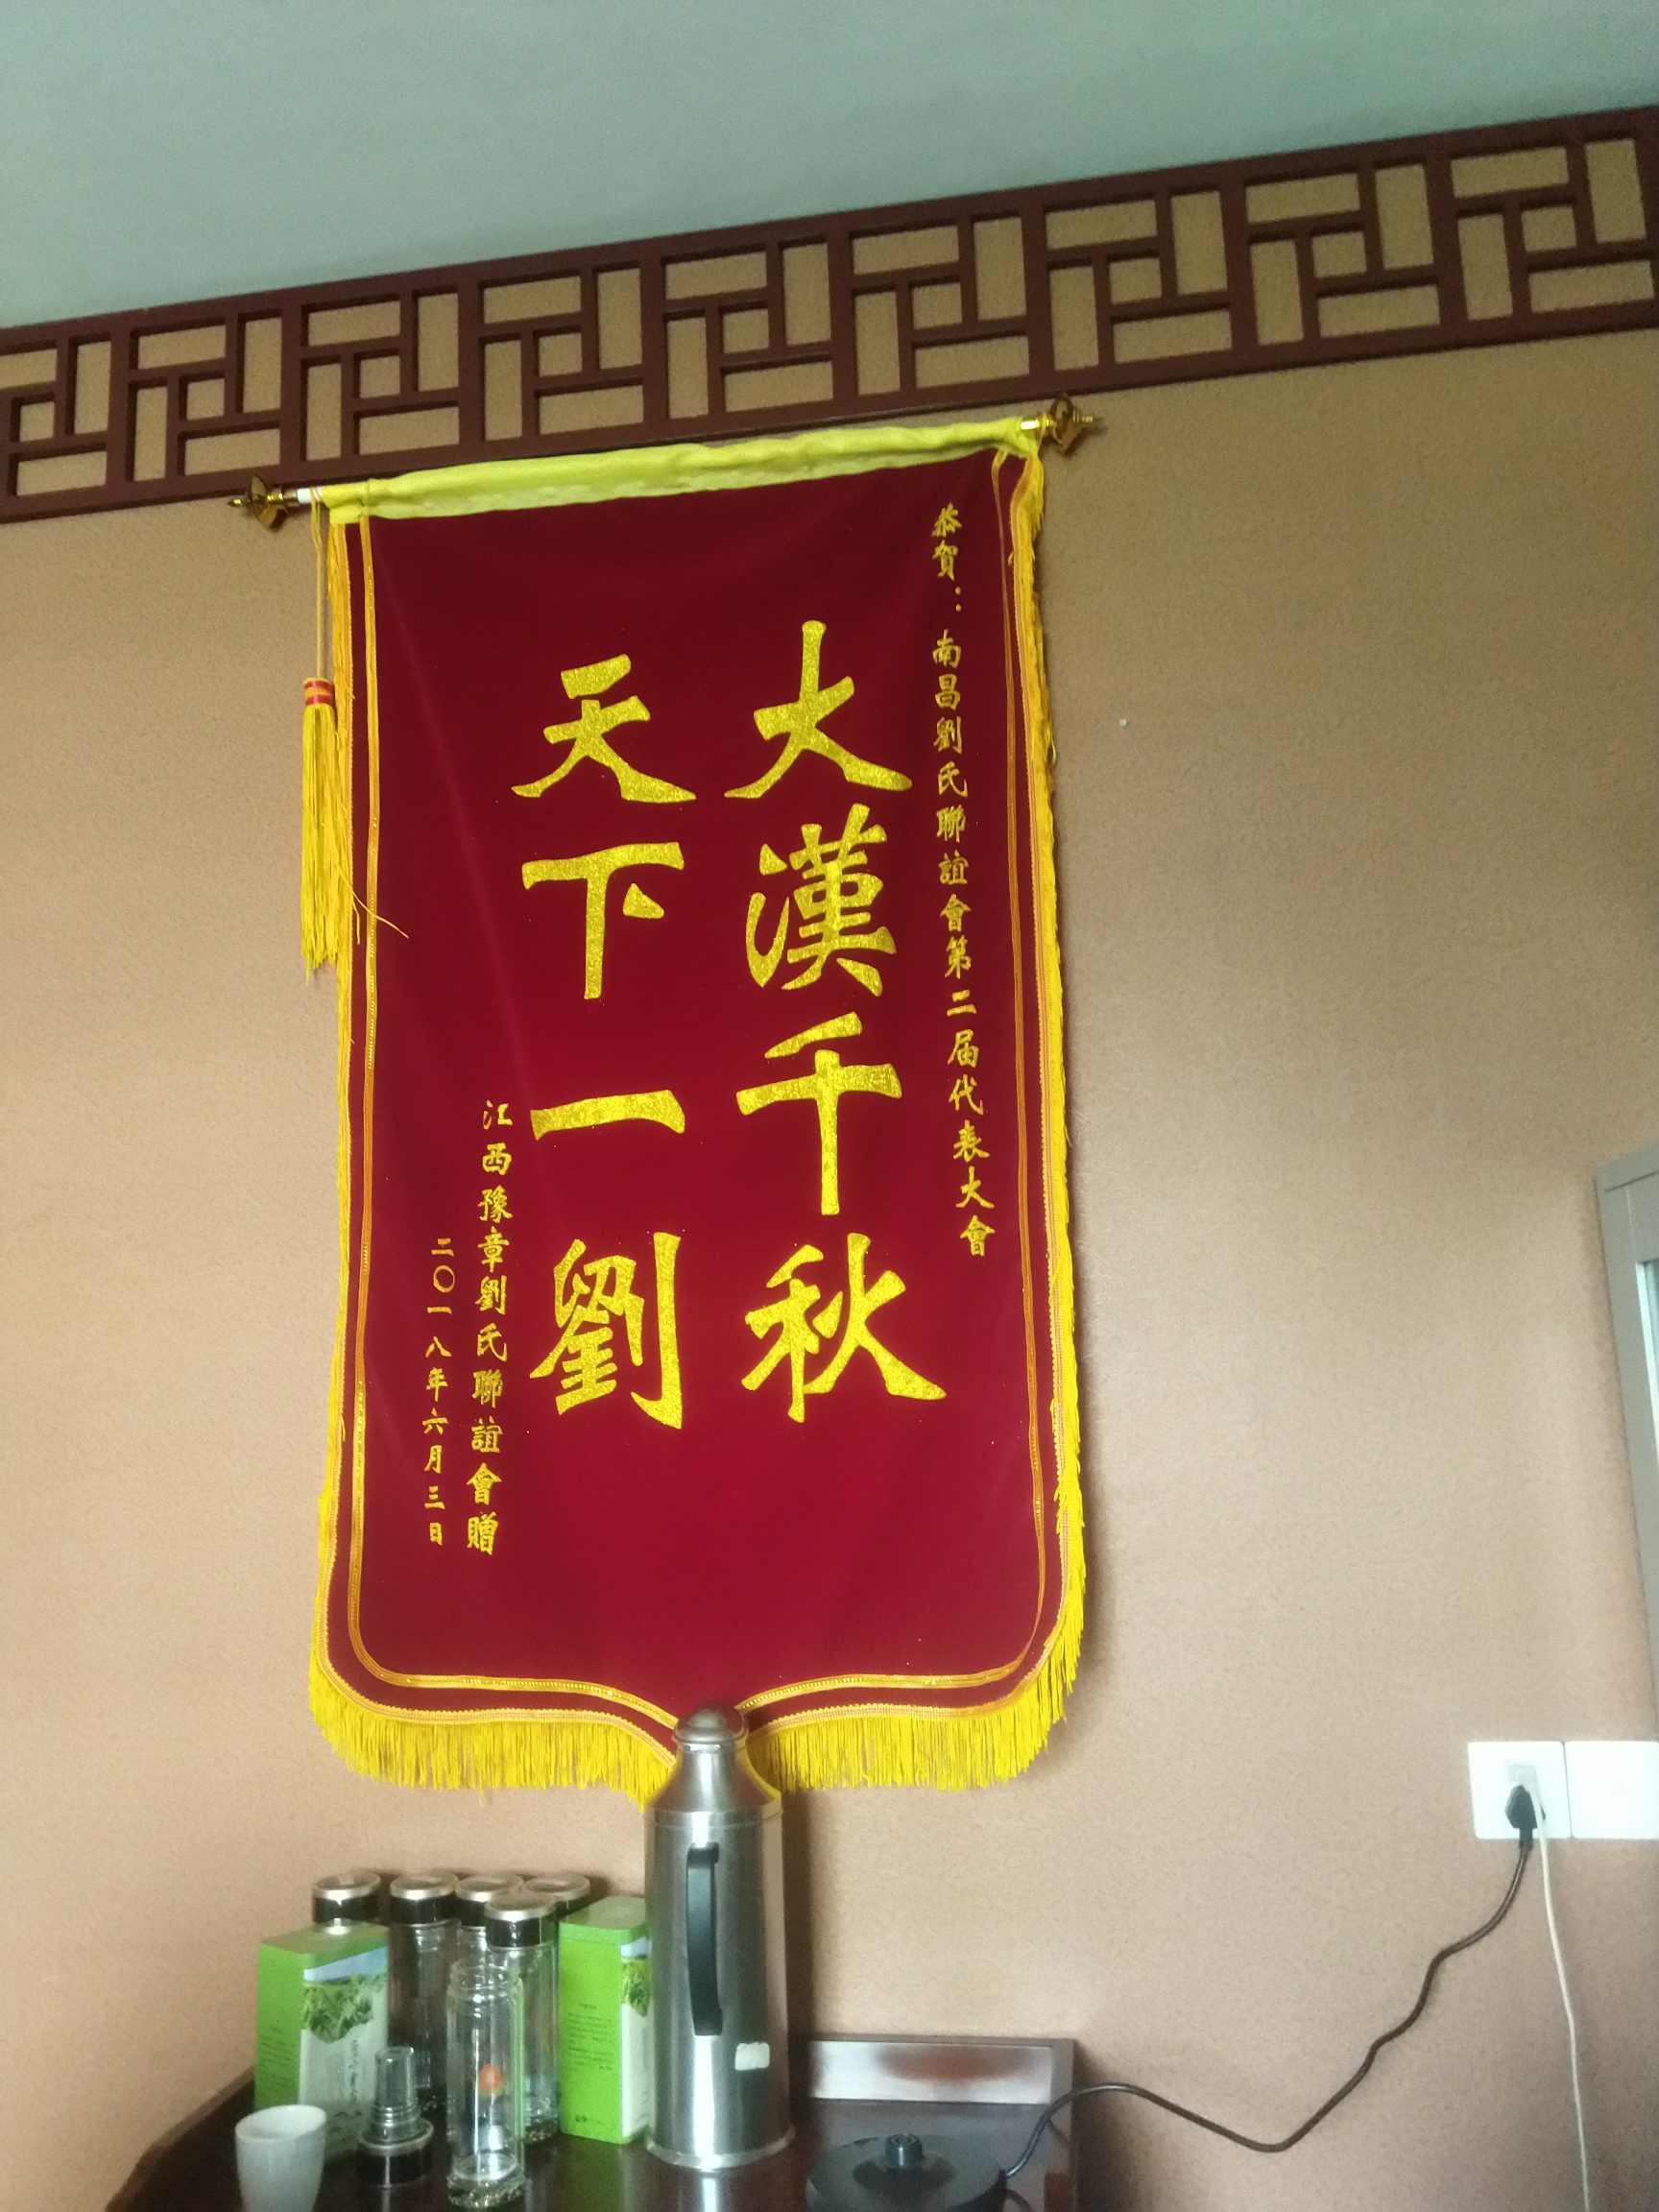 恭賀：南昌劉氏聯誼會第二届代表大會
大漢千秋
天下一劉
江西豫章劉氏聯誼會贈
二〇一八年六月三日